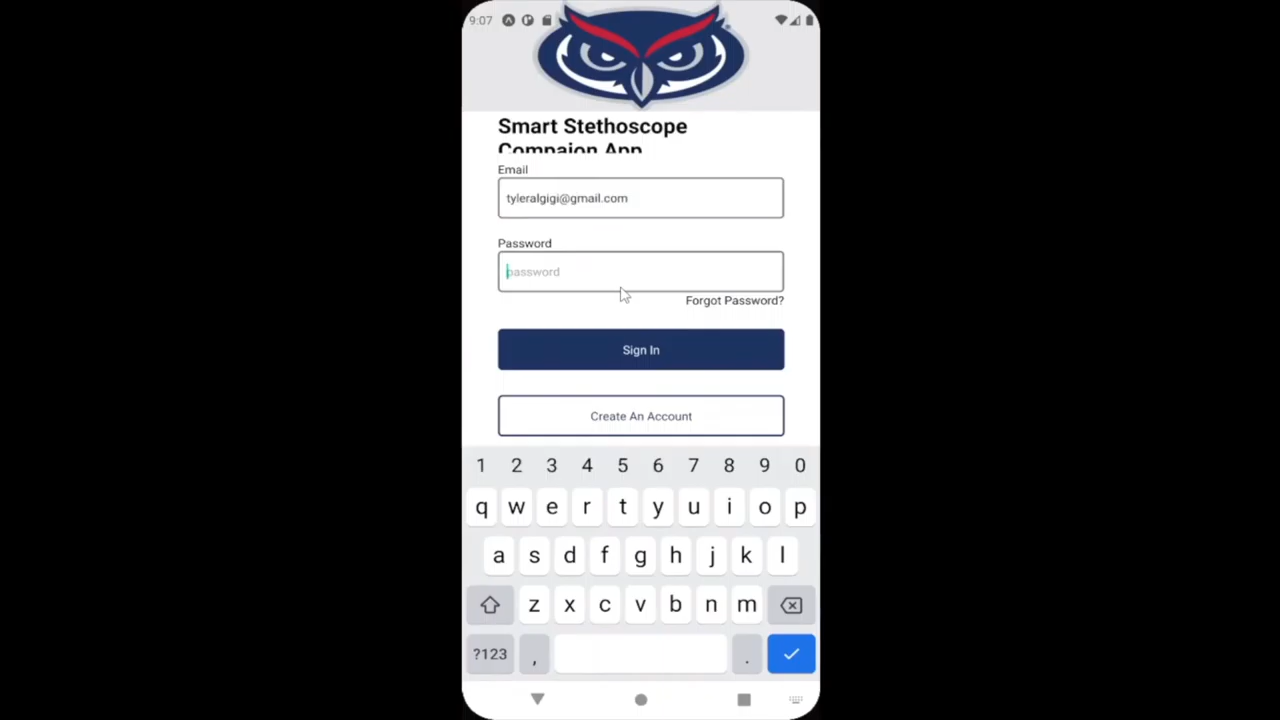 9:07
Smart Stethoscope
Compaion App
Email
tyleralgigi@gmail.com
Password
password
Forgot Password?
Sign In
Create An Account
1 2 3 4 5 6 7 8 9 0
q w e r t y u i o p
a s d f g h j k l
z x c v b n m
?123 , .